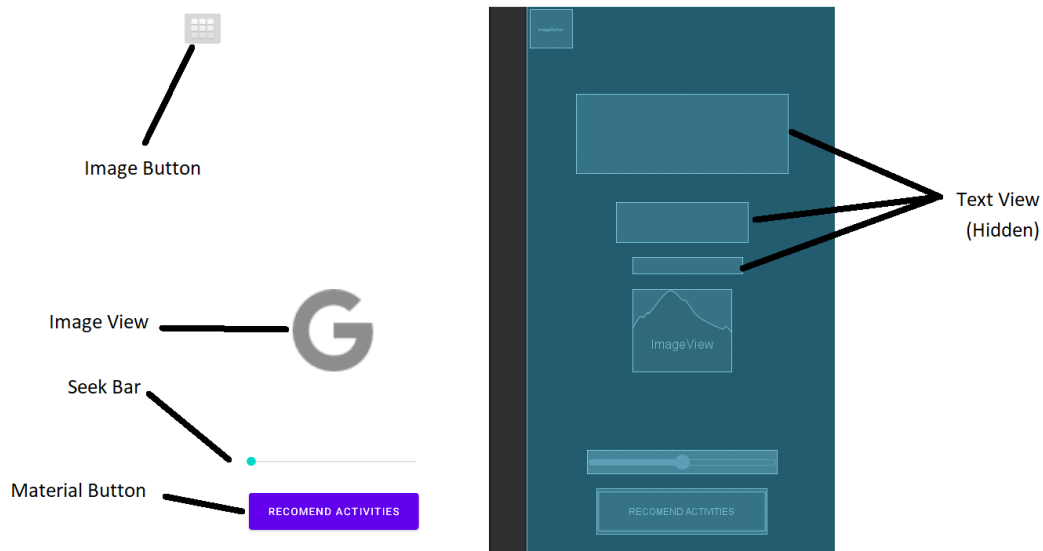 Image Button
ImageButton
Text View
(Hidden)
Image View
G
ImageView
Seek Bar
Material Button
RECOMEND ACTIVITIES
RECOMEND ACTIVITIES